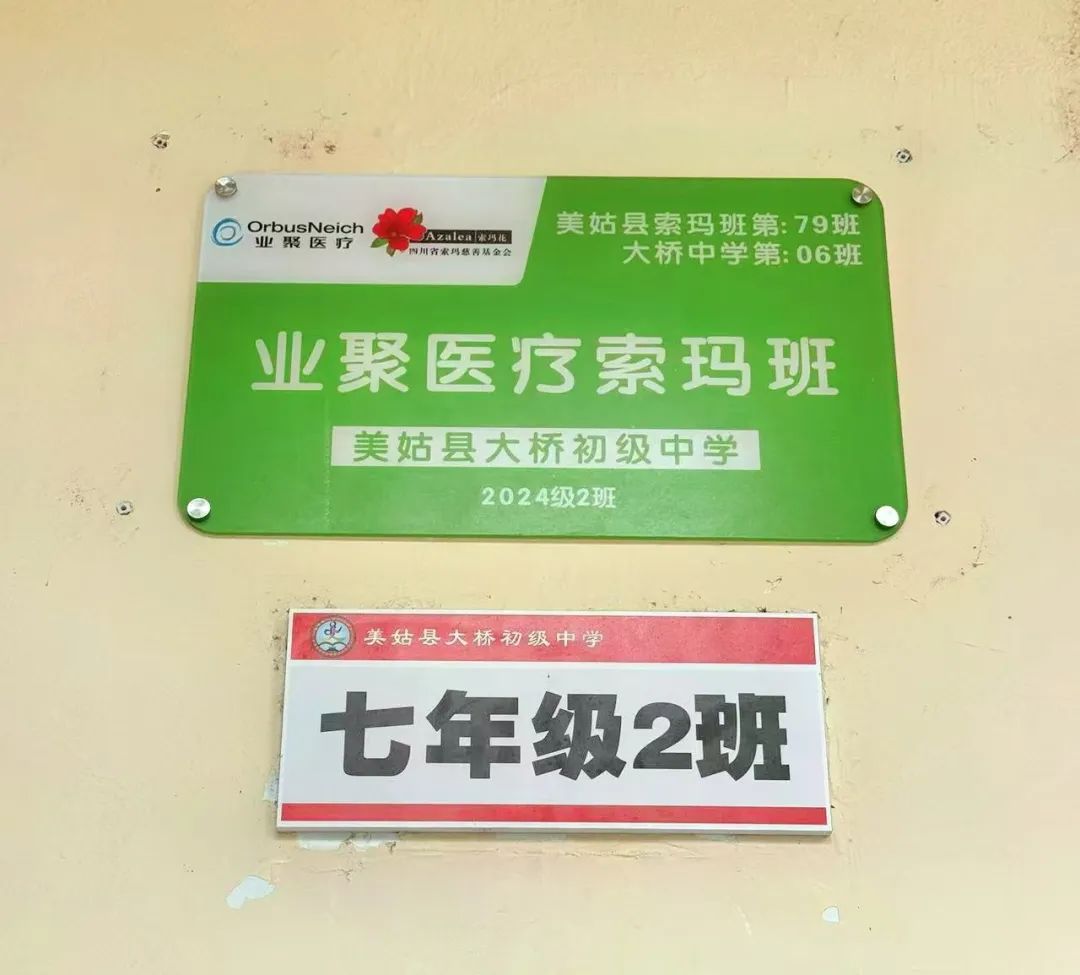 OrbusNeich
业聚医疗
Azalea 索玛花
四川省索玛慈善基金会
美姑县索玛班第:79班
大桥中学第:06班
业聚医疗索玛班
美姑县大桥初级中学
2024级2班
美姑县大桥初级中学
七年级2班